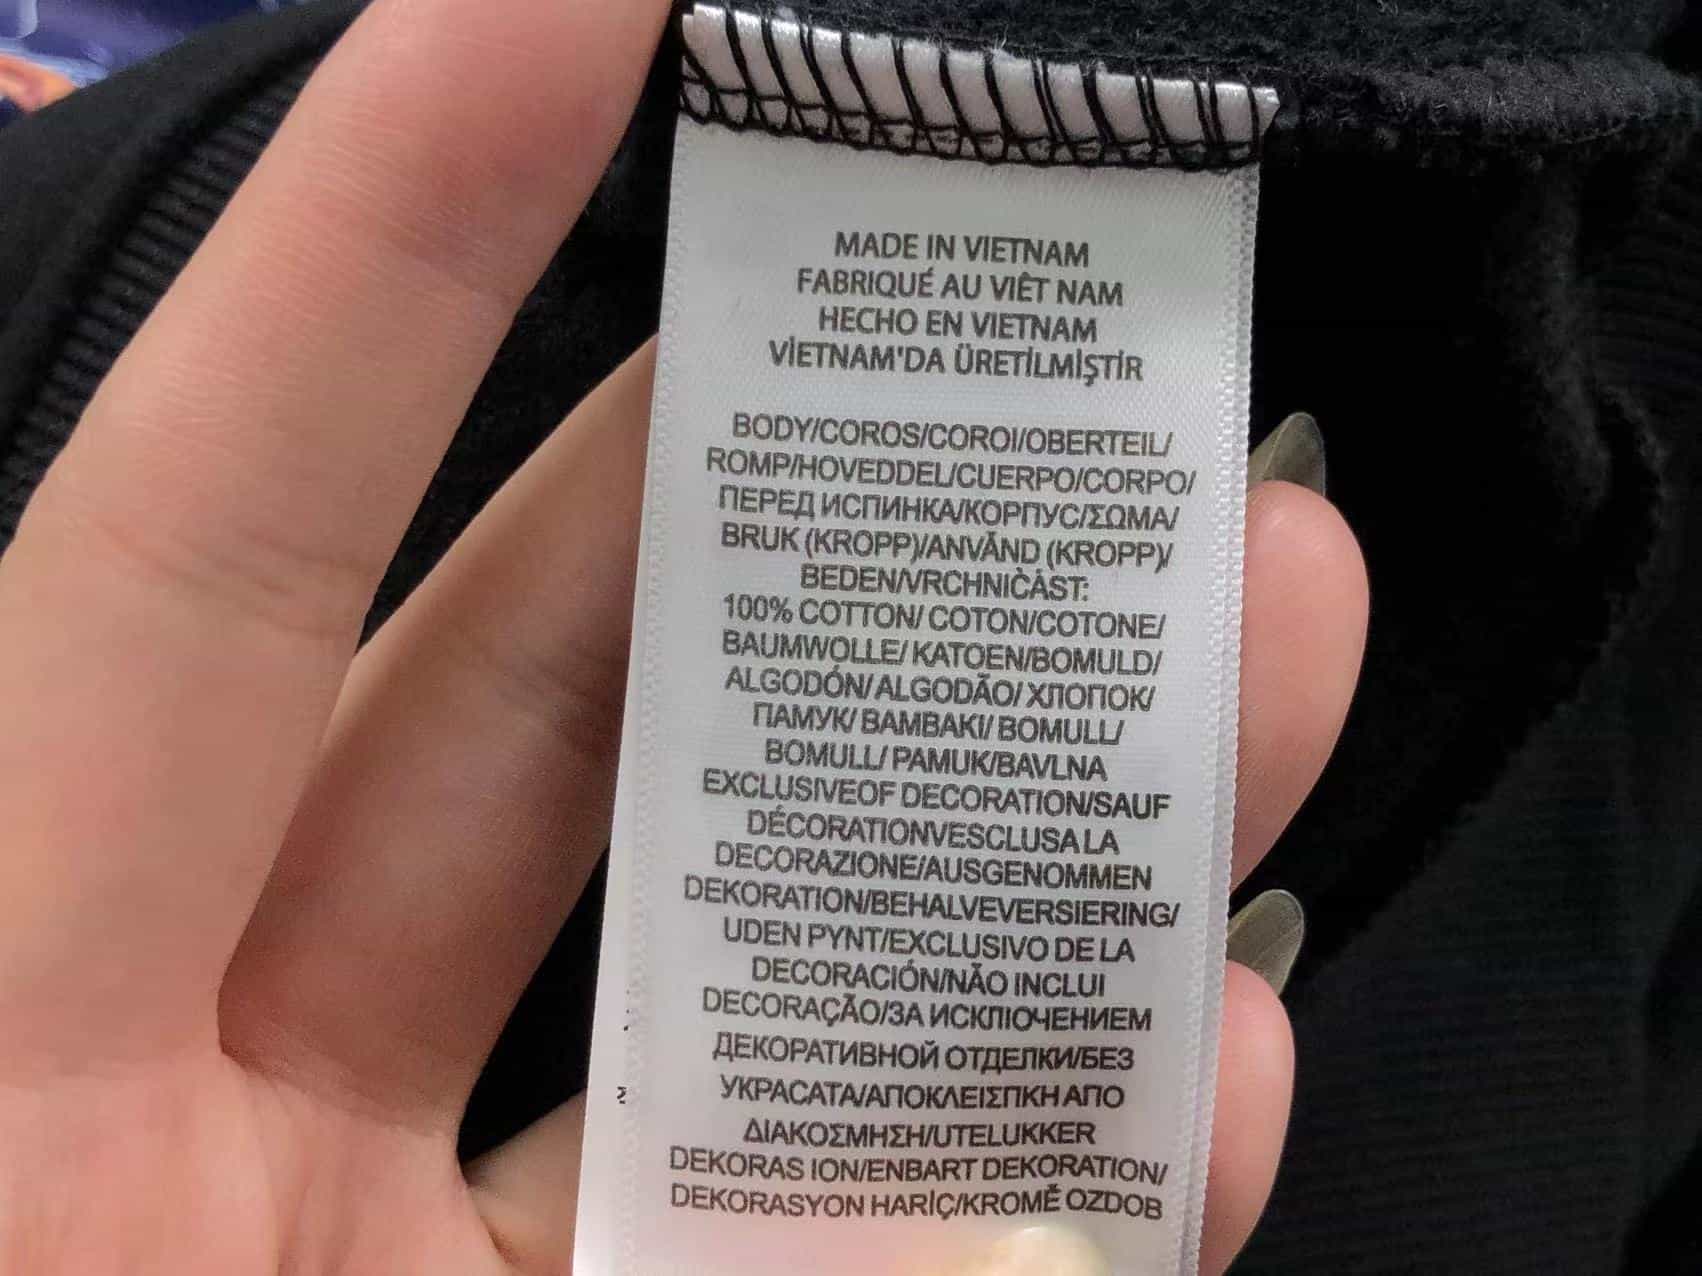 MADE IN VIETNAM
FABRIQUÉ AU VIÊT NAM
HECHO EN VIETNAM
VİETNAM'DA ÜRETİLMİŞTİR
BODY/COROS/COROI/OBERTEIL/
ROMP/HOVEDDEL/CUERPO/CORPO/
ПЕРЕД ИСПИНКА/КОРПУС/ΣΩΜΑ/
BRUK (KROPP)/ANVĂND (KROPP)/
BEDEN/VRCHNIČÁST:
100% COTTON/ COTON/COTONE/
BAUMWOLLE/ KATOEN/BOMULD/
ALGODÓN/ ALGODÃO/ ХЛОПОК/
ПАМУК/ BAMBAKI/ BOMULL/
BOMULL/ PAMUK/BAVLNA
EXCLUSIVEOF DECORATION/SAUF
DÉCORATIONVESCLUSA LA
DECORAZIONE/AUSGENOMMEN
DEKORATION/BEHALVEVERSIERING/
UDEN PYNT/EXCLUSIVO DE LA
DECORACIÓN/NÃO INCLUI
DECORAÇÃO/ЗА ИСКЛЮЧЕНИЕМ
ДЕКОРАТИВНОЙ ОТДЕЛКИ/БЕЗ
УКРАСАТА/ΑΠΟΚΛΕΙΣΠΚΗ ΑΠΟ
ΔΙΑΚΟΣΜΗΣΗ/UTELUKKER
DEKORAS ION/ENBART DEKORATION/
DEKORASYON HARİÇ/KROMĚ OZDOB